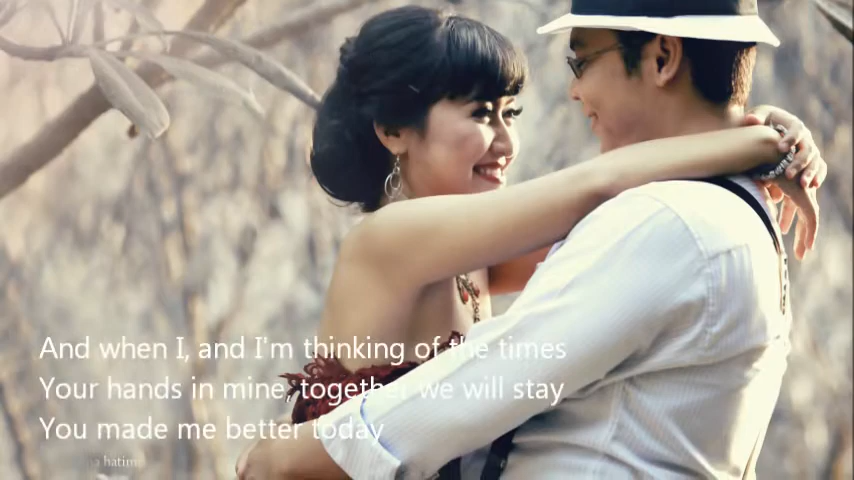 And when I, and I'm thinking of the times
Your hands in mine, together we will stay
You made me better today
hatim